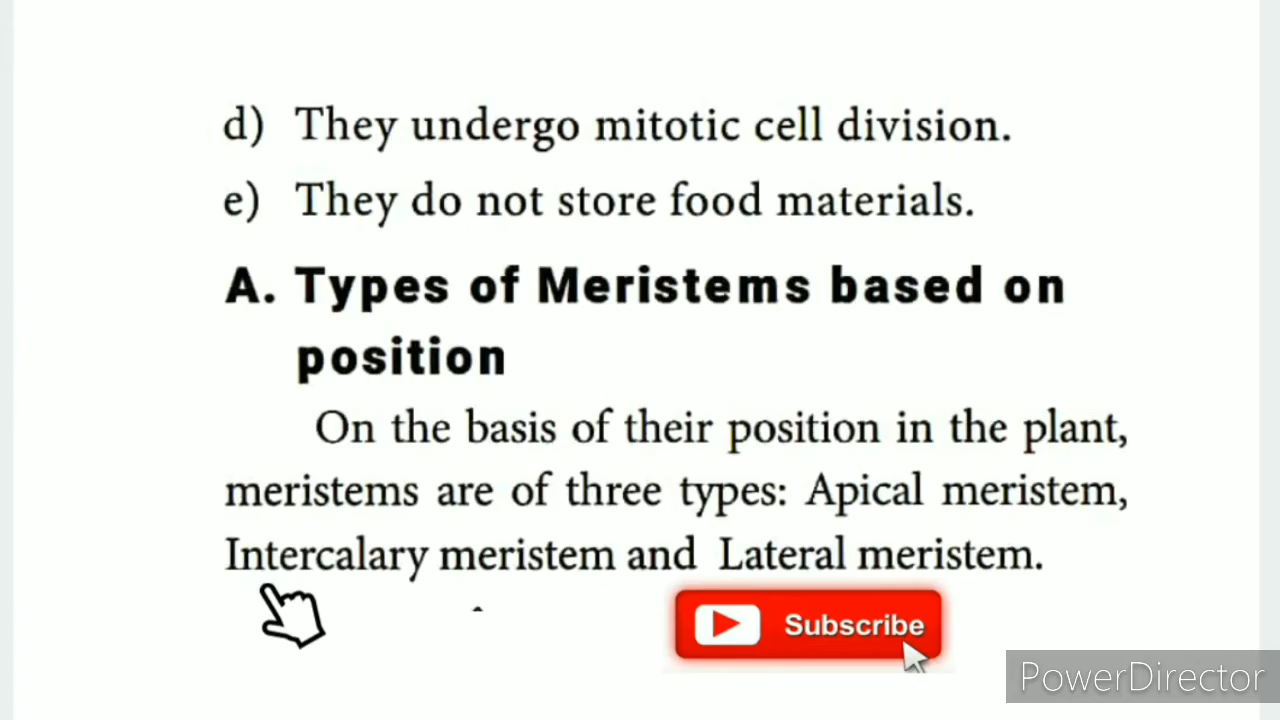 d) They undergo mitotic cell division.
e) They do not store food materials.
A. Types of Meristems based on
position
On the basis of their position in the plant,
meristems are of three types: Apical meristem,
Intercalary meristem and Lateral meristem.
Subscribe
PowerDirector